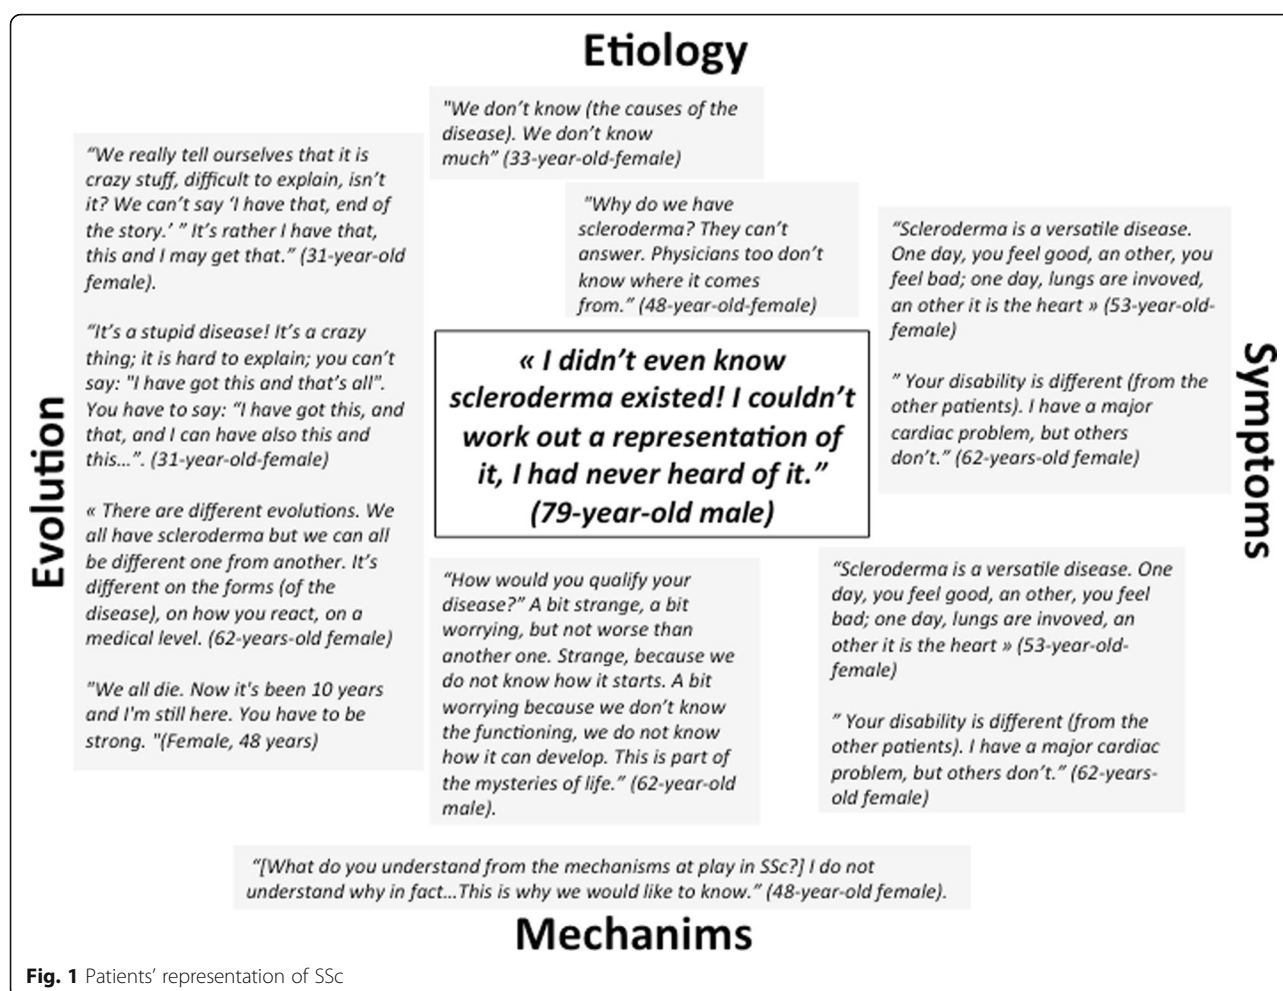 Etiology
"We don't know (the causes of the
disease). We don't know
much" (33-year-old-female)
"Why do we have
scleroderma? They can't
answer. Physicians too don't
know where it comes
from." (48-year-old-female)
Evolution
"We really tell ourselves that it is
crazy stuff, difficult to explain, isn't
it? We can't say 'I have that, end of
the story.' " It's rather I have that,
this and I may get that." (31-year-old
female).
"It's a stupid disease! It's a crazy
thing; it is hard to explain; you can't
say: "I have got this and that's all".
You have to say: "I have got this, and
that, and I can have also this and
this...". (31-year-old-female)
« There are different evolutions. We
all have scleroderma but we can all
be different one from another. It's
different on the forms (of the
disease), on how you react, on a
medical level. (62-years-old female)
"We all die. Now it's been 10 years
and I'm still here. You have to be
strong. "(Female, 48 years)
« I didn't even know
scleroderma existed! I couldn't
work out a representation of
it, I had never heard of it."
(79-year-old male)
Symptoms
"Scleroderma is a versatile disease.
One day, you feel good, an other, you
feel bad; one day, lungs are invoved,
an other it is the heart » (53-year-old-
female)
" Your disability is different (from the
other patients). I have a major
cardiac problem, but others
don't." (62-years-old female)
"How would you qualify your
disease?" A bit strange, a bit
worrying, but not worse than
another one. Strange, because we
do not know how it starts. A bit
worrying because we don't know
the functioning, we do not know
how it can develop. This is part of
the mysteries of life." (62-year-old
male).
"Scleroderma is a versatile disease. One
day, you feel good, an other, you feel
bad; one day, lungs are invoved, an
other it is the heart » (53-year-old-
female)
" Your disability is different (from the
other patients). I have a major cardiac
problem, but others don't." (62-years-
old female)
"[What do you understand from the mechanisms at play in SSc?] I do not
understand why in fact...This is why we would like to know." (48-year-old female).
Mechanims
Fig. 1 Patients' representation of SSc